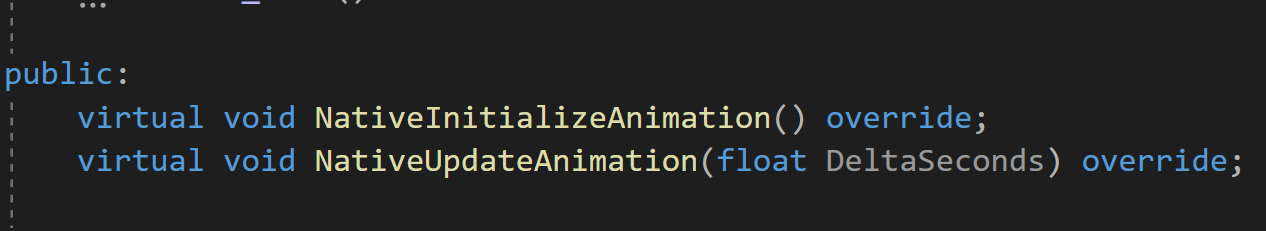 public:
virtual void NativeInitializeAnimation() override;
virtual void NativeUpdateAnimation(float DeltaSeconds) override;